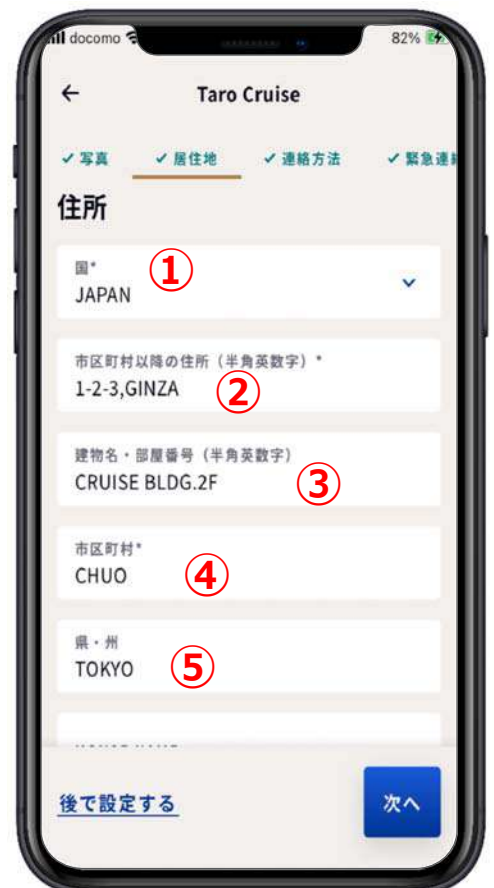 docomo
82%
← Taro Cruise
✓ 写真 ✓ 居住地 ✓ 連絡方法 ✓ 緊急連
住所
国*
①
JAPAN
市区町村以降の住所（半角英数字）*
1-2-3,GINZA
②
建物名・部屋番号（半角英数字）
CRUISE BLDG.2F
③
市区町村*
CHUO
④
県・州
TOKYO
⑤
後で設定する
次へ